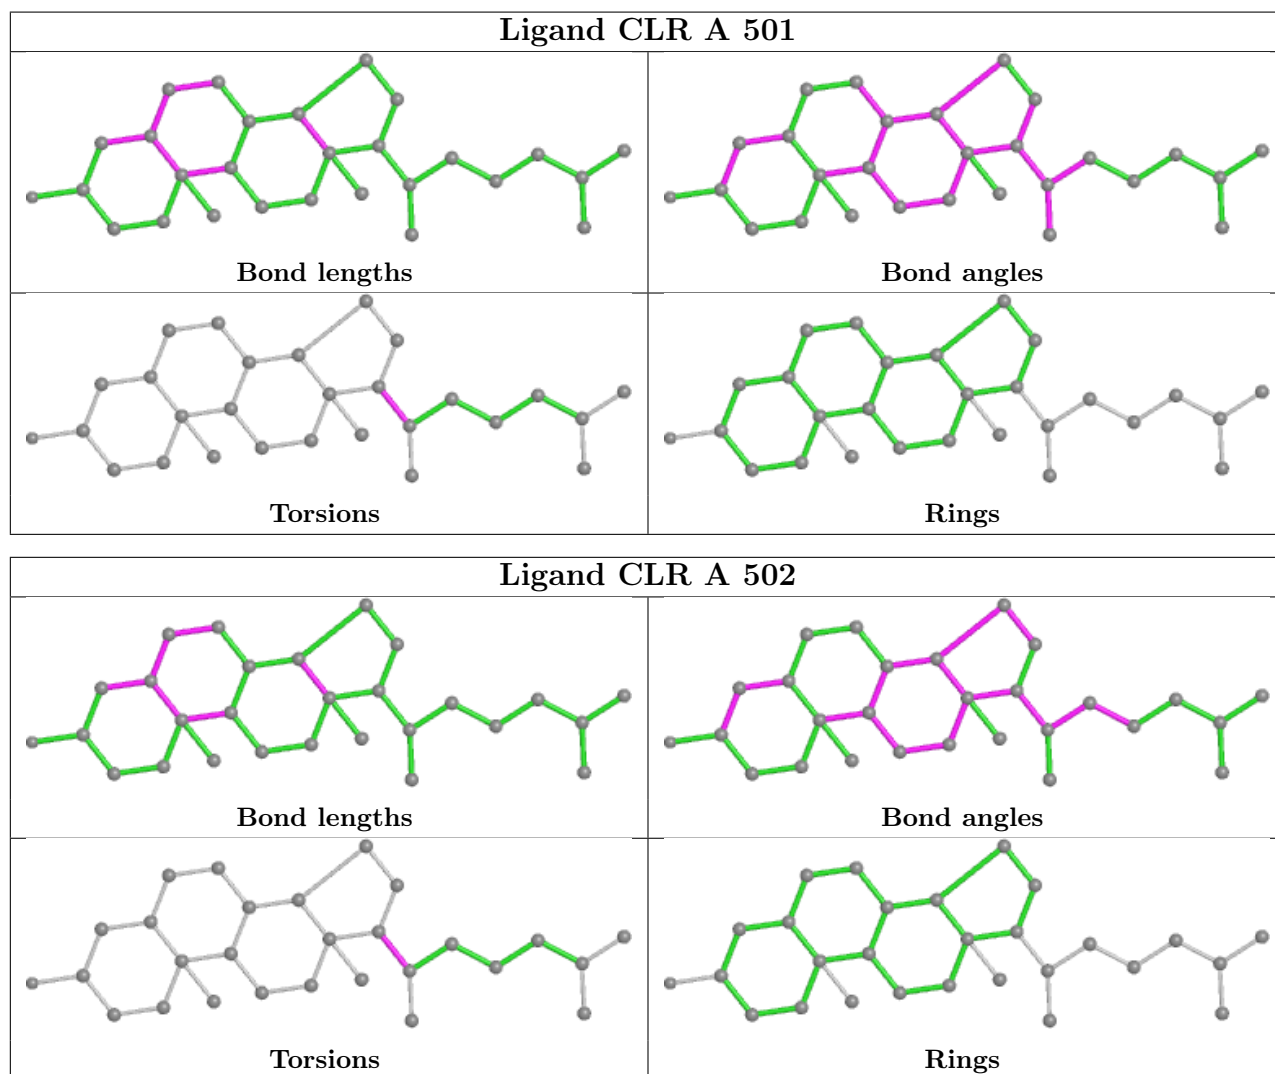 Ligand CLR A 501
Bond lengths
Bond angles
Torsions
Rings
Ligand CLR A 502
Bond lengths
Bond angles
Torsions
Rings